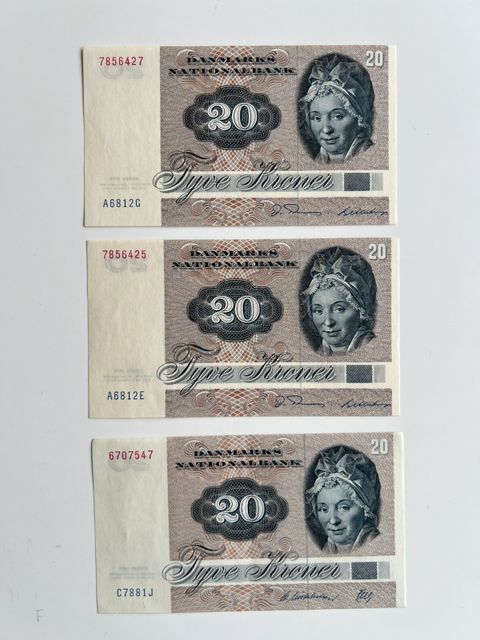 7856427
20
DANMARKS
NATIONALBANK
20
Tyve Kroner
A6812G
7856425
20
DANMARKS
NATIONALBANK
20
Tyve Kroner
A6812E
6707547
20
DANMARKS
NATIONALBANK
20
Tyve Kroner
C7881J
F